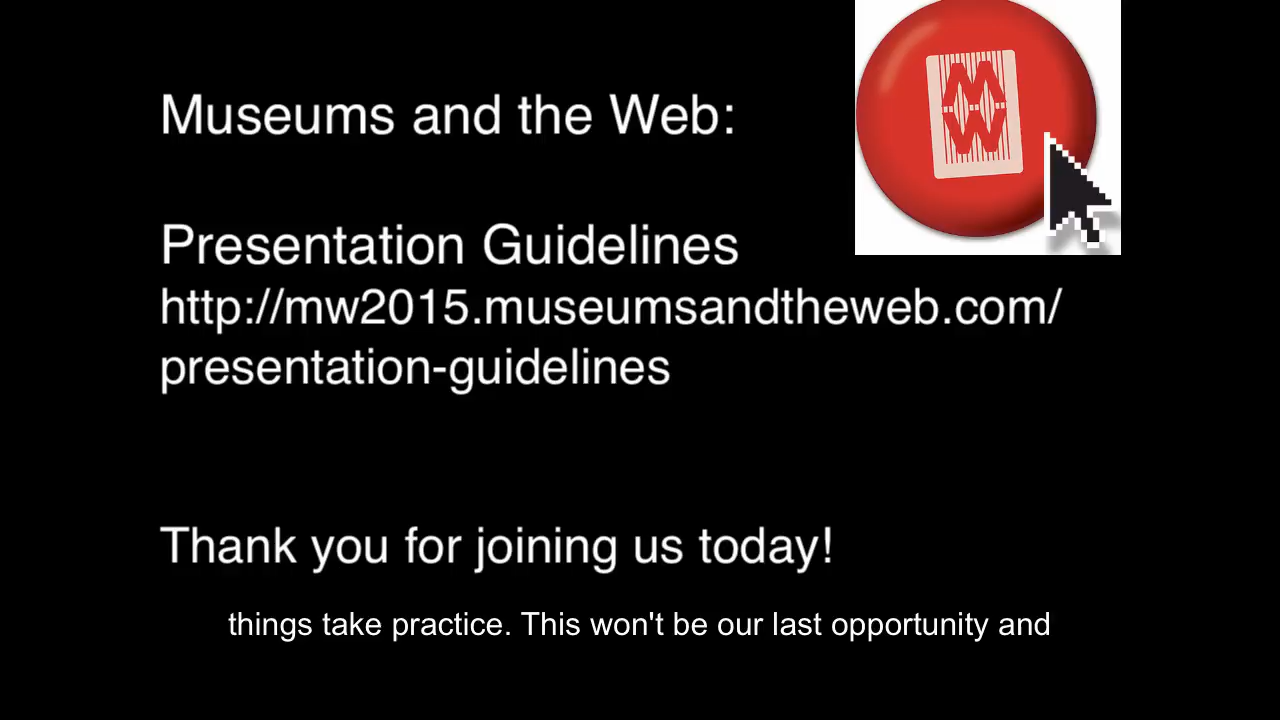 Museums and the Web:
MW
Presentation Guidelines
http://mw2015.museumsandtheweb.com/
presentation-guidelines
Thank you for joining us today!
things take practice. This won't be our last opportunity and